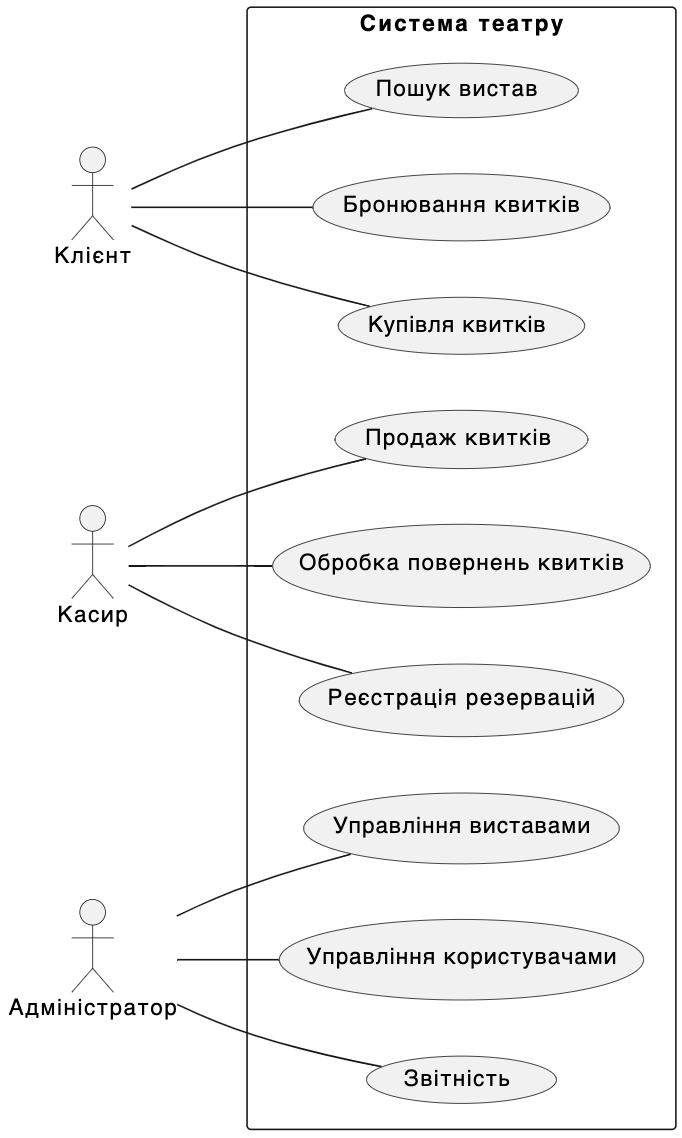 Система театру
Пошук вистав
Бронювання квитків
Клієнт
Купівля квитків
Продаж квитків
Обробка повернень квитків
Касир
Реєстрація резервацій
Управління виставами
Управління користувачами
Адміністратор
Звітність